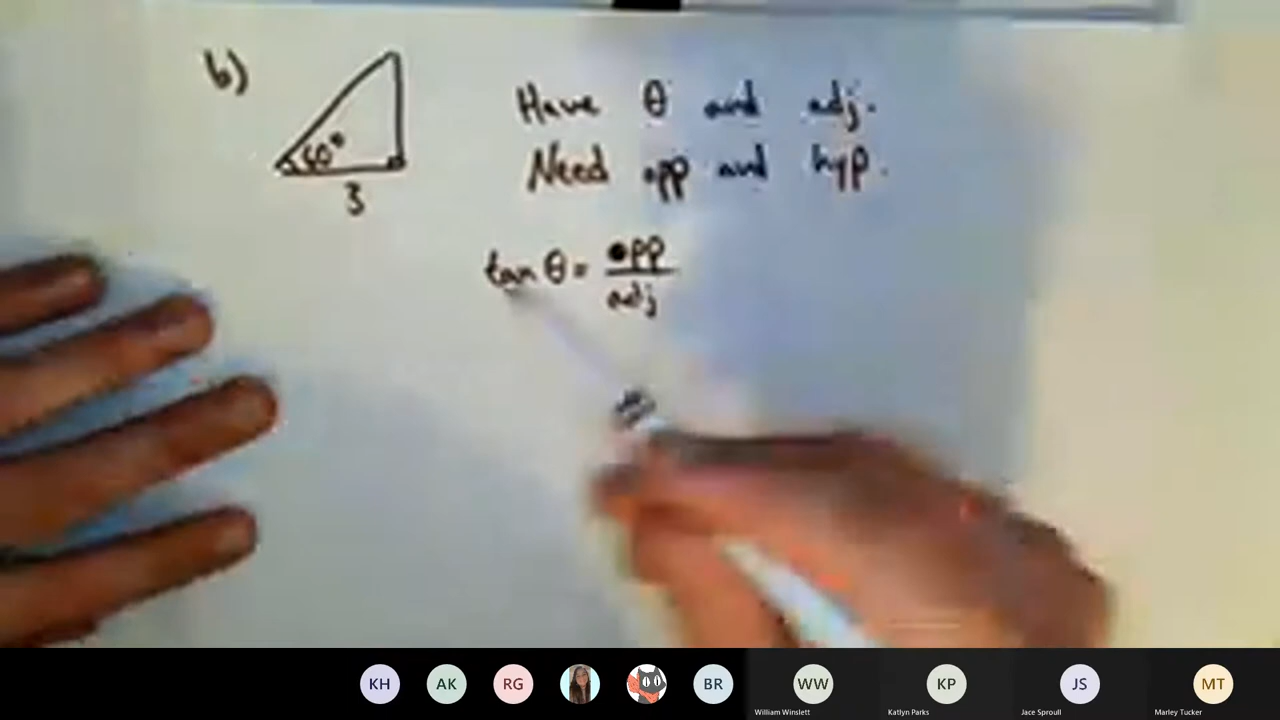 b)
Have θ and adj.
Need opp and hyp.
60°
3
tan θ = opp/adj
KH AK RG BR WW KP JS MT
William Winslett Katlyn Parks Jace Sproull Marley Tucker